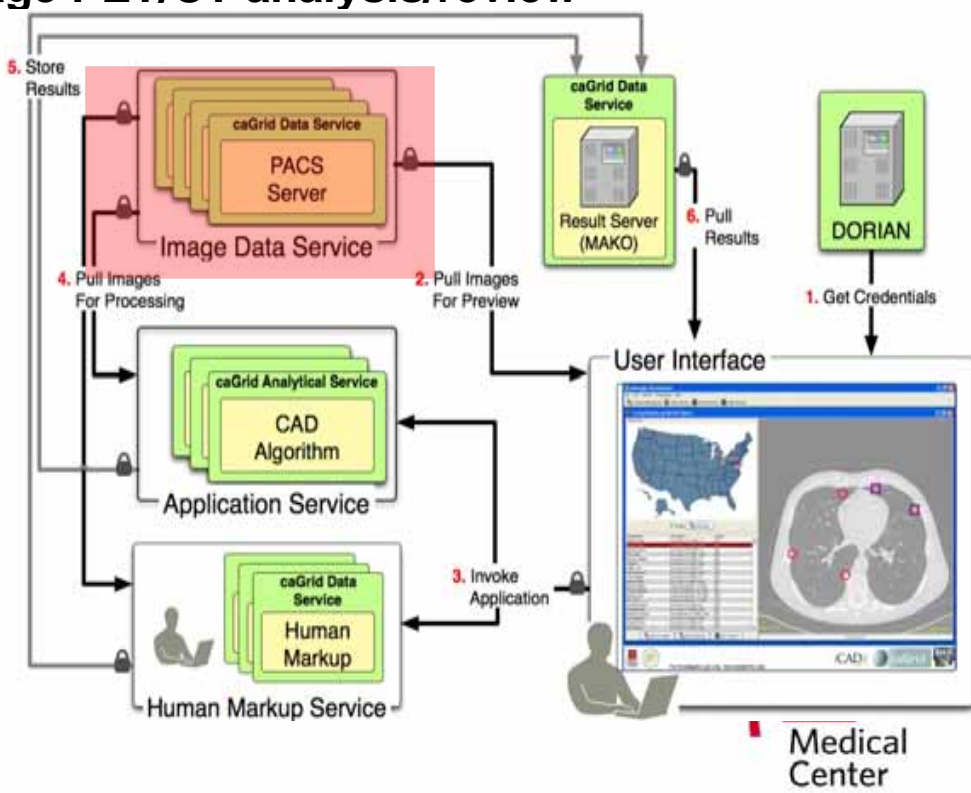 5. Store
Results
caGrid Data Service
PACS
Server
Image Data Service
caGrid Data
Service
Result Server
(MAKO)
DORIAN
6. Pull
Results
4. Pull Images
For Processing
2. Pull Images
For Preview
1. Get Credentials
User Interface
caGrid Analytical Service
CAD
Algorithm
Application Service
3. Invoke
Application
caGrid Data
Service
Human
Markup
Human Markup Service
iCAD
Medical
Center